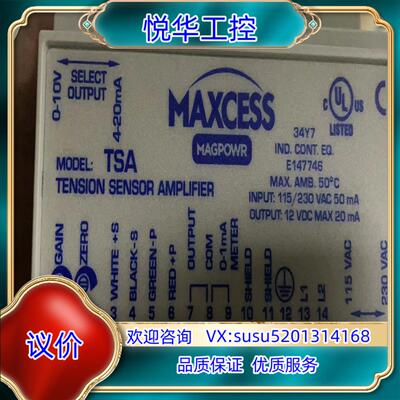 悦华工控
0-10V
SELECT
OUTPUT
4-20mA
MAXCESS
MAGPOWR
UL
C US
LISTED
34Y7
IND. CONT. EQ.
E147746
MAX. AMB. 50°C
MODEL: TSA
TENSION SENSOR AMPLIFIER
INPUT: 115/230 VAC 50 mA
OUTPUT: 12 VDC MAX 20 mA
GAIN
ZERO
3 WHITE +S
4 BLACK-S
5 GREEN-P
6 RED+P
7 OUTPUT
8 COM
9 0-1mA
METER
10 SHIELD
11 SHIELD
12
13 L1
14 L2
115 VAC
230 VAC
议价
欢迎咨询 VX:susu5201314168
品质保证 优质服务